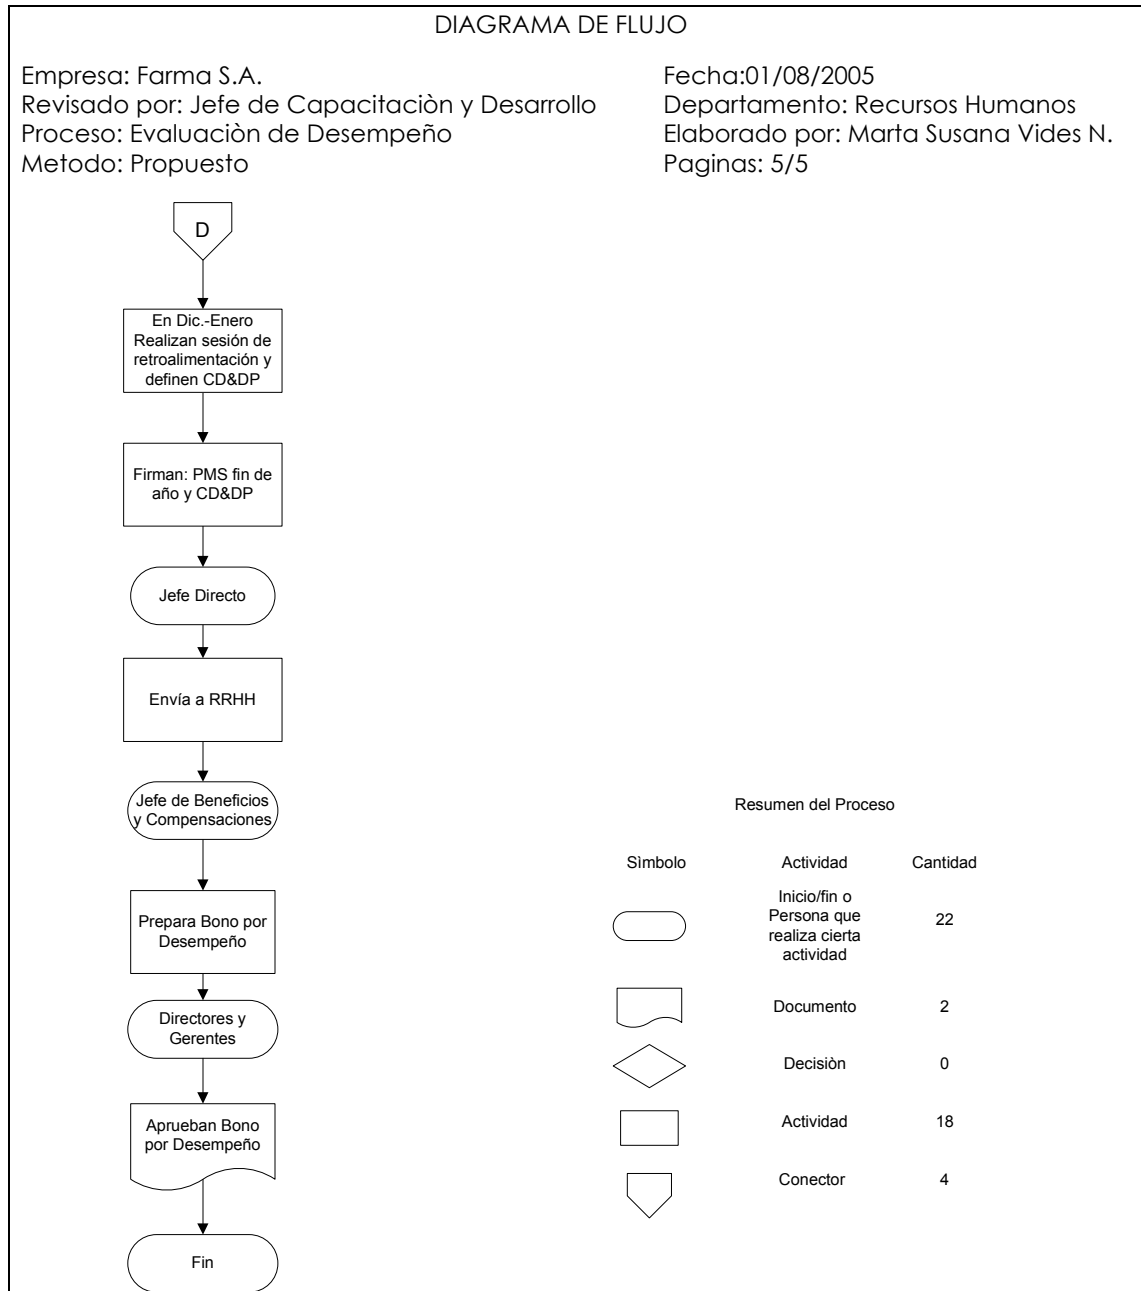 DIAGRAMA DE FLUJO
Empresa: Farma S.A.
Fecha:01/08/2005
Revisado por: Jefe de Capacitaciòn y Desarrollo
Departamento: Recursos Humanos
Proceso: Evaluaciòn de Desempeño
Elaborado por: Marta Susana Vides N.
Metodo: Propuesto
Paginas: 5/5
D
En Dic.-Enero
Realizan sesión de
retroalimentación y
definen CD&DP
Firman: PMS fin de
año y CD&DP
Jefe Directo
Envía a RRHH
Jefe de Beneficios
y Compensaciones
Prepara Bono por
Desempeño
Directores y
Gerentes
Aprueban Bono
por Desempeño
Fin
Resumen del Proceso
Sìmbolo
Actividad
Cantidad
Inicio/fin o
Persona que
realiza cierta
actividad
22
Documento
2
Decisiòn
0
Actividad
18
Conector
4